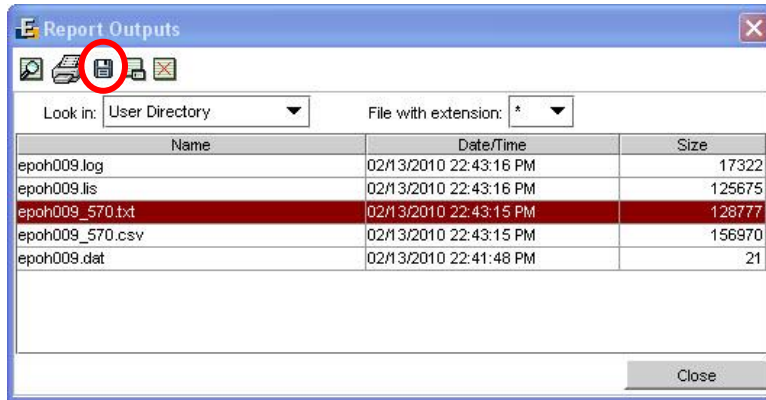 E Report Outputs
Look in: User Directory File with extension: *
Name Date/Time Size
epoh009.log 02/13/2010 22:43:16 PM 17322
epoh009.lis 02/13/2010 22:43:16 PM 125675
epoh009_570.txt 02/13/2010 22:43:15 PM 128777
epoh009_570.csv 02/13/2010 22:43:15 PM 156970
epoh009.dat 02/13/2010 22:41:48 PM 21
Close